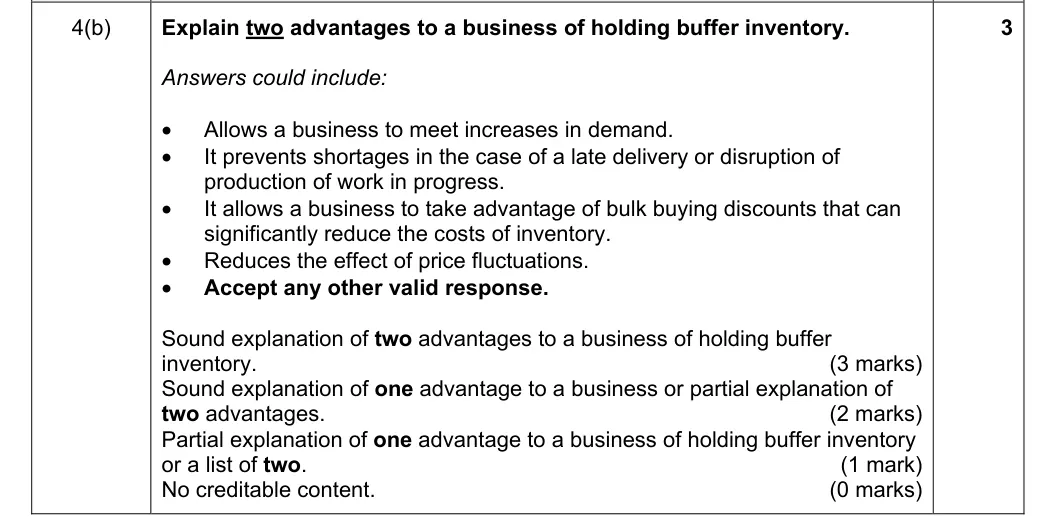 4(b) Explain two advantages to a business of holding buffer inventory. 3
Answers could include:
• Allows a business to meet increases in demand.
• It prevents shortages in the case of a late delivery or disruption of
production of work in progress.
• It allows a business to take advantage of bulk buying discounts that can
significantly reduce the costs of inventory.
• Reduces the effect of price fluctuations.
• Accept any other valid response.
Sound explanation of two advantages to a business of holding buffer
inventory. (3 marks)
Sound explanation of one advantage to a business or partial explanation of
two advantages. (2 marks)
Partial explanation of one advantage to a business of holding buffer inventory
or a list of two. (1 mark)
No creditable content. (0 marks)